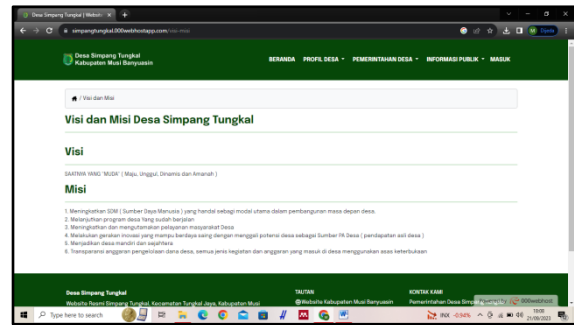 Desa Simpang Tungkal | Website
simpangtungkal.000webhostapp.com/visi-misi
Desa Simpang Tungkal
Kabupaten Musi Banyuasin
BERANDA PROFIL DESA PEMERINTAHAN DESA INFORMASI PUBLIK MASUK
/ Visi dan Misi
Visi dan Misi Desa Simpang Tungkal
Visi
SAATNYA YANG "MUDA" ( Maju, Unggul, Dinamis dan Amanah )
Misi
1. Meningkatkan SDM ( Sumber Daya Manusia ) yang handal sebagai modal utama dalam pembangunan masa depan desa.
2. Melanjutkan program desa Yang sudah berjalan
3. Meningkatkan dan mengutamakan pelayanan masyarakat Desa
4. Melakukan gerakan inovasi yang mampu berdaya saing dengan menggali potensi desa sebagai Sumber PA Desa ( pendapatan asli desa )
5. Menjadikan desa mandiri dan sejahtera
6. Transparansi anggaran pengelolaan dana desa, semua jenis kegiatan dan anggaran yang masuk di desa menggunakan asas keterbukaan
Desa Simpang Tungkal
Website Resmi Simpang Tungkal, Kecamatan Tungkal Jaya, Kabupaten Musi
TAUTAN
Website Kabupaten Musi Banyuasin
KONTAK KAMI
Pemerintahan Desa Simpang
Powered by 000webhost
Type here to search
INX -0.94%
19:08
21/09/2023